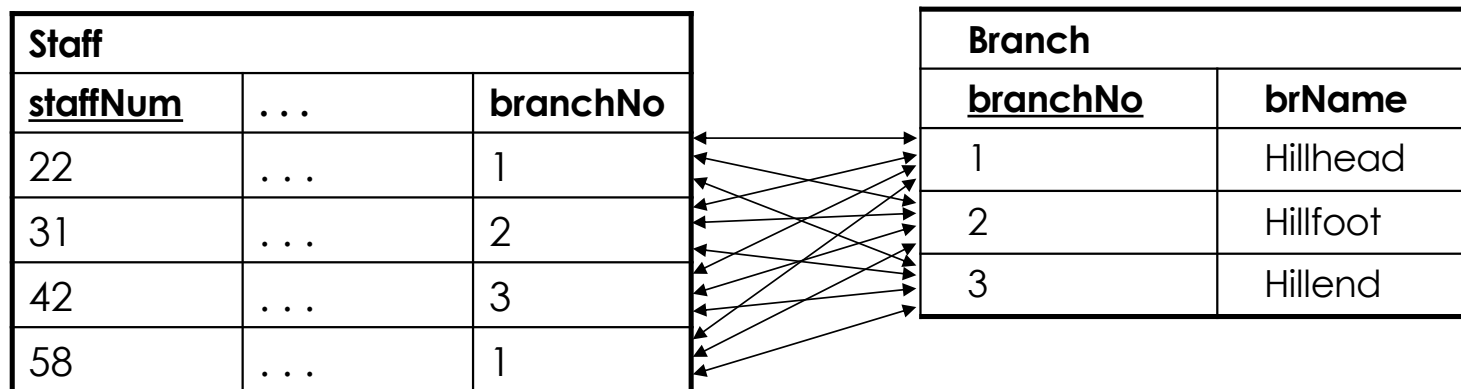 Staff
staffNum . . . branchNo
22 . . . 1
31 . . . 2
42 . . . 3
58 . . . 1
Branch
branchNo brName
1 Hillhead
2 Hillfoot
3 Hillend